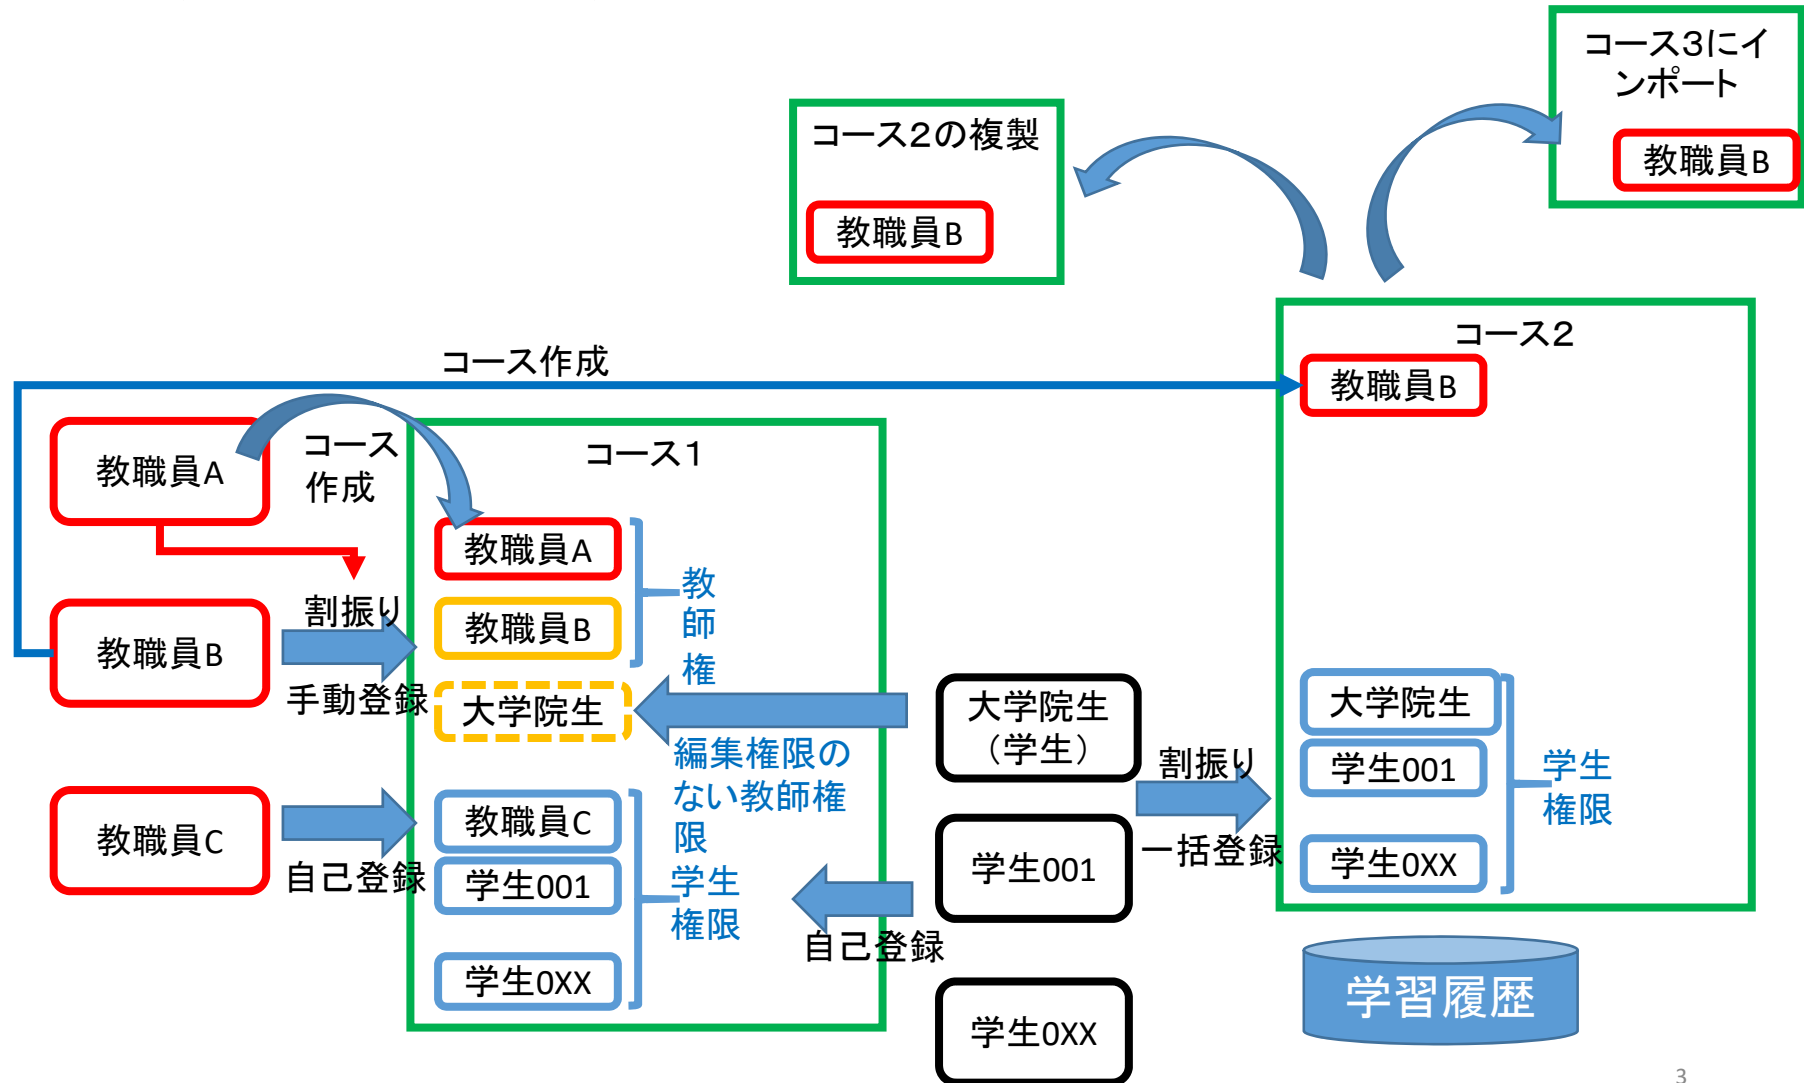 コース3にイ
ンポート
教職員B
コース2の複製
教職員B
コース作成
コース2
教職員B
教職員A
コース
作成
コース1
教職員A
教職員B
教
師
権
教職員B
割振り
手動登録
大学院生
大学院生
（学生）
編集権限の
ない教師権
限
割振り
一括登録
大学院生
学生001
学生0XX
学生
権限
教職員C
自己登録
教職員C
学生001
学生0XX
学生
権限
自己登録
学生001
学生0XX
学習履歴
3